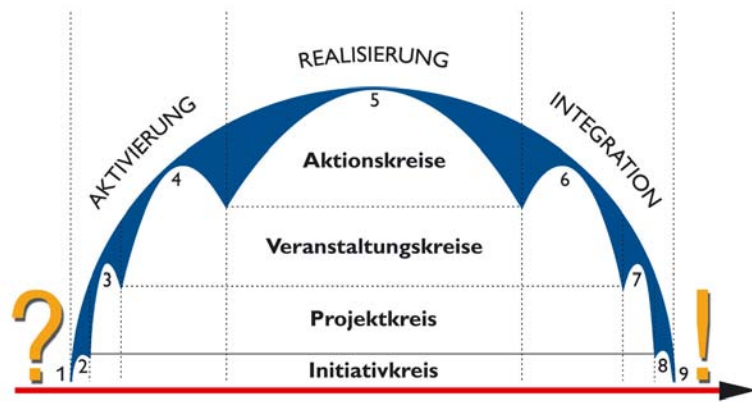 REALISIERUNG
AKTIVIERUNG
INTEGRATION
5
Aktionskreise
4
6
Veranstaltungskreise
3
7
?
!
Projektkreis
2
8
1
9
Initiativkreis